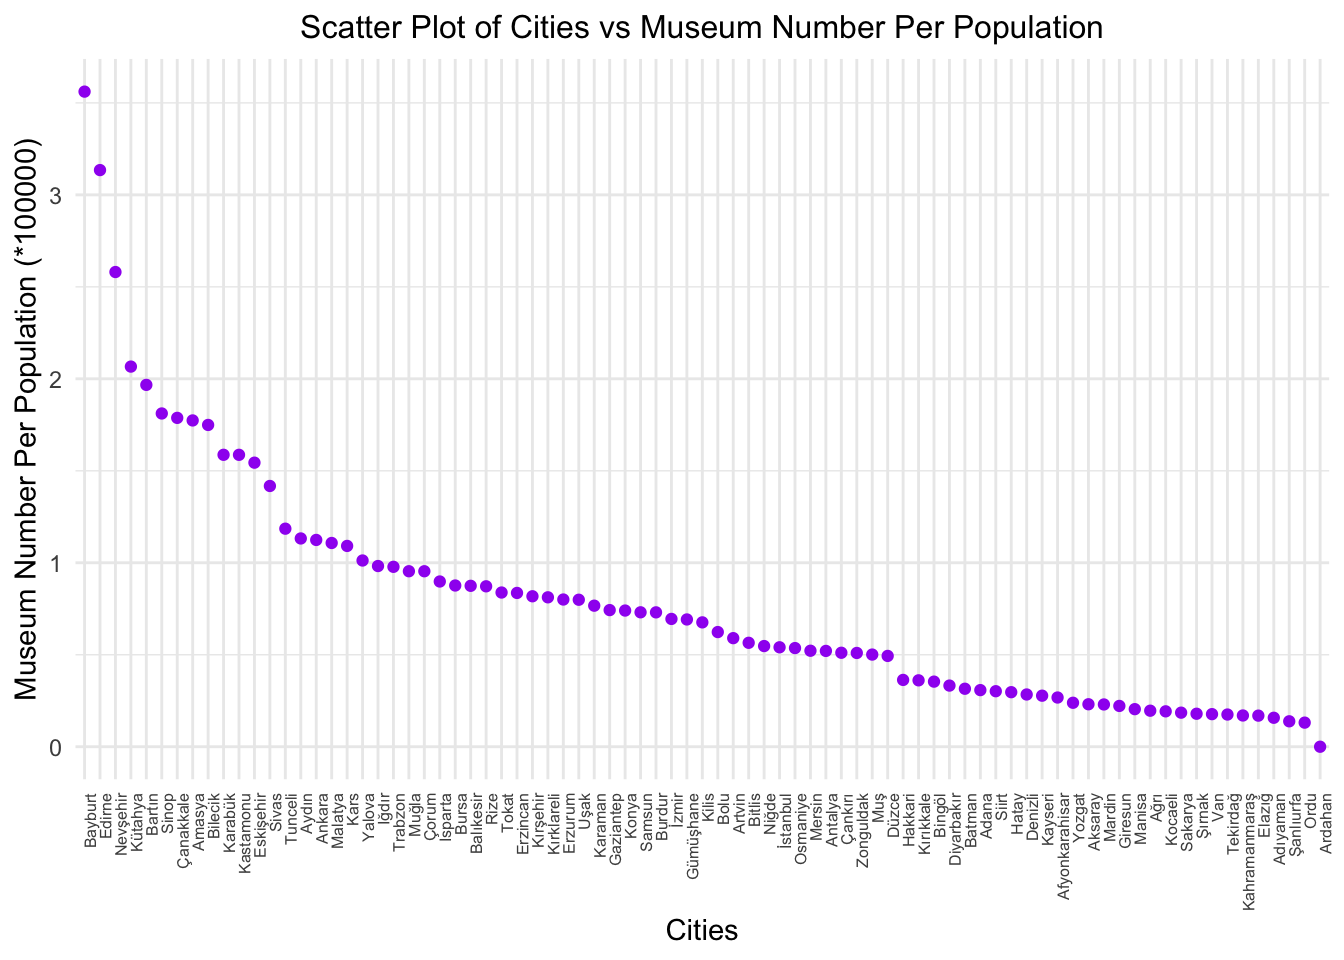 Scatter Plot of Cities vs Museum Number Per Population
Museum Number Per Population (*100000)
3
2
1
0
Bayburt
Edirne
Nevşehir
Kütahya
Bartın
Sinop
Çanakkale
Amasya
Bilecik
Karabük
Kastamonu
Eskişehir
Sivas
Tunceli
Aydın
Ankara
Malatya
Kars
Yalova
Iğdır
Trabzon
Muğla
Çorum
Isparta
Bursa
Balıkesir
Rize
Tokat
Erzincan
Kırşehir
Kırklareli
Erzurum
Uşak
Karaman
Gaziantep
Konya
Samsun
Burdur
İzmir
Gümüşhane
Kilis
Bolu
Artvin
Bitlis
Niğde
İstanbul
Osmaniye
Mersin
Antalya
Çankırı
Zonguldak
Muş
Düzce
Hakkari
Kırıkkale
Bingöl
Diyarbakır
Batman
Adana
Siirt
Hatay
Denizli
Kayseri
Afyonkarahisar
Yozgat
Aksaray
Mardin
Giresun
Manisa
Ağrı
Kocaeli
Sakarya
Şırnak
Van
Tekirdağ
Kahramanmaraş
Elazığ
Adıyaman
Şanlıurfa
Ordu
Ardahan
Cities